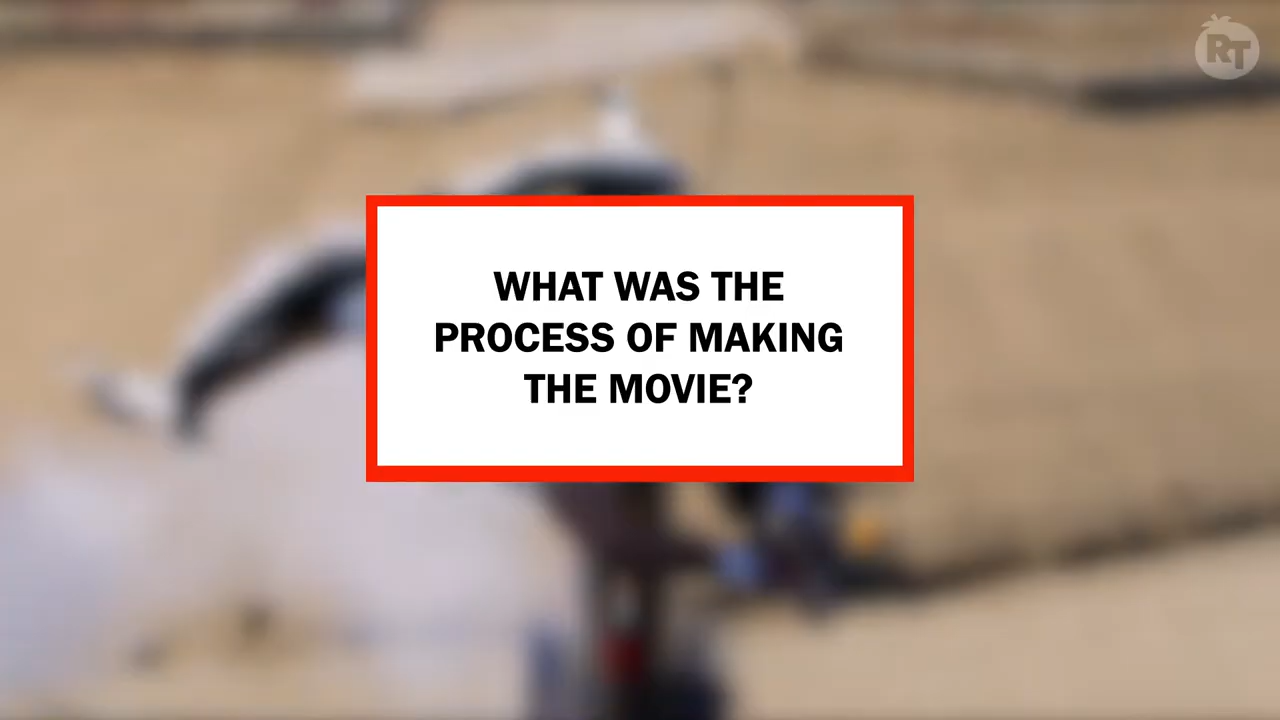 RT
WHAT WAS THE
PROCESS OF MAKING
THE MOVIE?